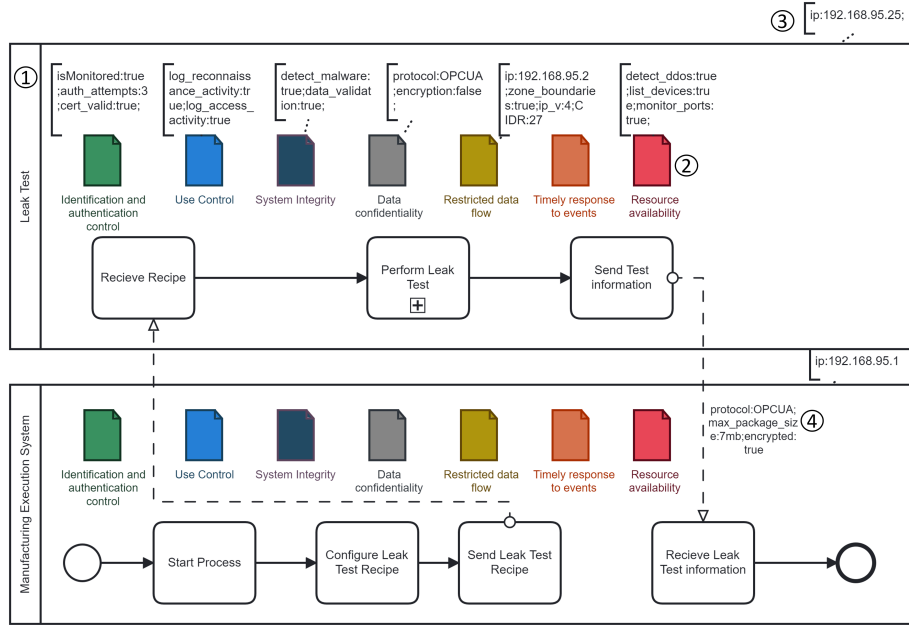 ③
ip:192.168.95.25;
①
Leak Test
isMonitored:true
;auth_attempts:3
;cert_valid:true;
log_reconnaiss
ance_activity:tr
ue;log_access_
activity:true
detect_malware:
true;data_validat
ion:true;
protocol:OPCUA
;encryption:false
;
ip:192.168.95.2
;zone_boundarie
s:true;ip_v:4;C
IDR:27
detect_ddos:true
;list_devices:tru
e;monitor_ports:
true;
②
Identification and
authentication
control
Use Control
System Integrity
Data
confidentiality
Restricted data
flow
Timely response
to events
Resource
availability
Recieve Recipe
Perform Leak
Test
Send Test
information
ip:192.168.95.1
Manufacturing Execution System
Identification and
authentication
control
Use Control
System Integrity
Data
confidentiality
Restricted data
flow
Timely response
to events
Resource
availability
protocol:OPCUA;
max_package_siz
e:7mb;encrypted:
true
④
Start Process
Configure Leak
Test Recipe
Send Leak Test
Recipe
Recieve Leak
Test information